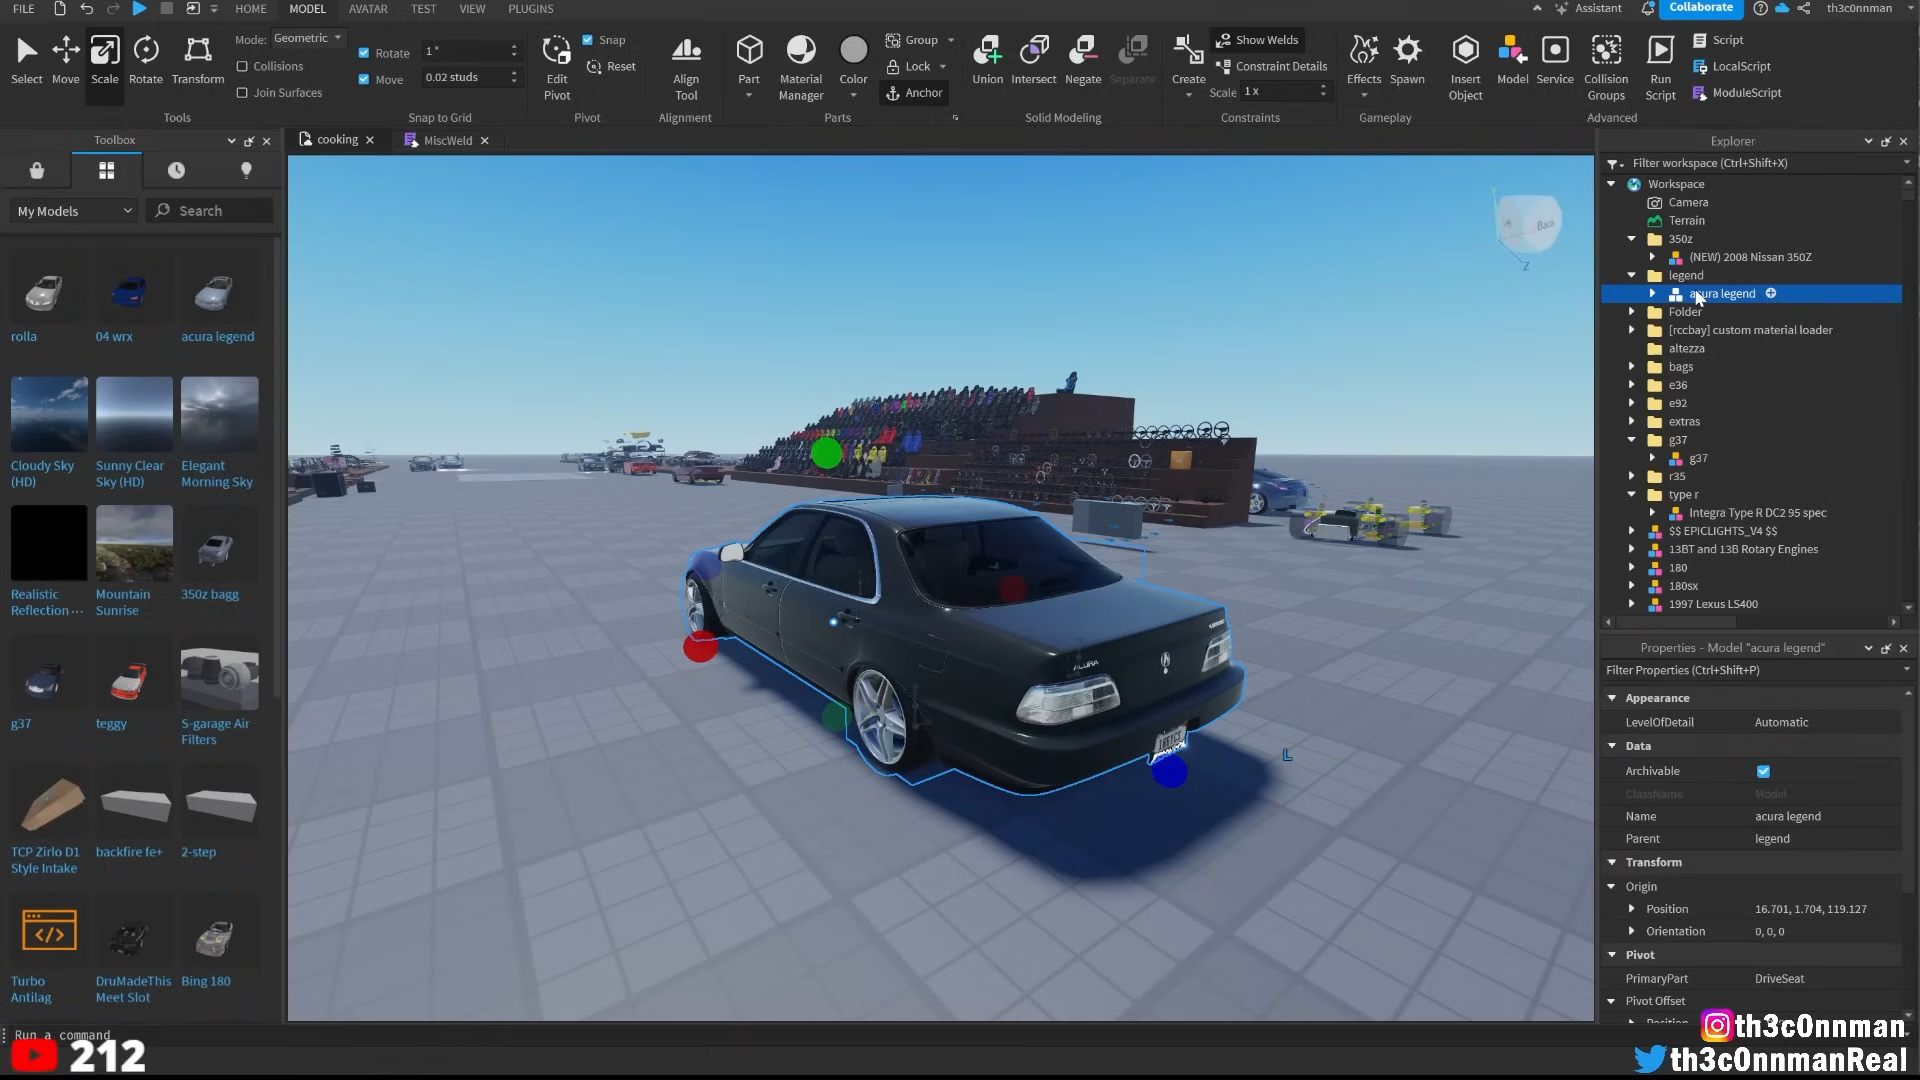 FILE
HOME
MODEL
AVATAR
TEST
VIEW
PLUGINS
Assistant
Collaborate
th3c0nnman
Select
Move
Scale
Rotate
Transform
Mode: Geometric
Collisions
Join Surfaces
Tools
Rotate 1 °
Move 0.02 studs
Snap to Grid
Edit
Pivot
Snap
Reset
Pivot
Align
Tool
Alignment
Part
Material
Manager
Color
Group
Lock
Anchor
Parts
Union
Intersect
Negate
Separate
Solid Modeling
Create
Show Welds
Constraint Details
Scale 1 x
Constraints
Effects
Spawn
Gameplay
Insert
Object
Model
Service
Collision
Groups
Run
Script
Script
LocalScript
ModuleScript
Advanced
Toolbox
My Models
Search
rolla
04 wrx
acura legend
Cloudy Sky
(HD)
Sunny Clear
Sky (HD)
Elegant
Morning Sky
Realistic
Reflection ...
Mountain
Sunrise
350z bagg
g37
teggy
S-garage Air
Filters
TCP Zirlo D1
Style Intake
backfire fe+
2-step
Turbo
Antilag
DruMadeThis
Meet Slot
Bing 180
Run a command
212
cooking
MiscWeld
Back
Z
ACURA
L
Explorer
Filter workspace (Ctrl+Shift+X)
Workspace
Camera
Terrain
350z
(NEW) 2008 Nissan 350Z
legend
acura legend
Folder
[rccbay] custom material loader
altezza
bags
e36
e92
extras
g37
g37
r35
type r
Integra Type R DC2 95 spec
$$ EPICLIGHTS_V4 $$
13BT and 13B Rotary Engines
180
180sx
1997 Lexus LS400
Properties - Model "acura legend"
Filter Properties (Ctrl+Shift+P)
Appearance
LevelOfDetail Automatic
Data
Archivable
ClassName Model
Name acura legend
Parent legend
Transform
Origin
Position 16.701, 1.704, 119.127
Orientation 0, 0, 0
Pivot
PrimaryPart DriveSeat
Pivot Offset
th3c0nnman
th3c0nnmanReal